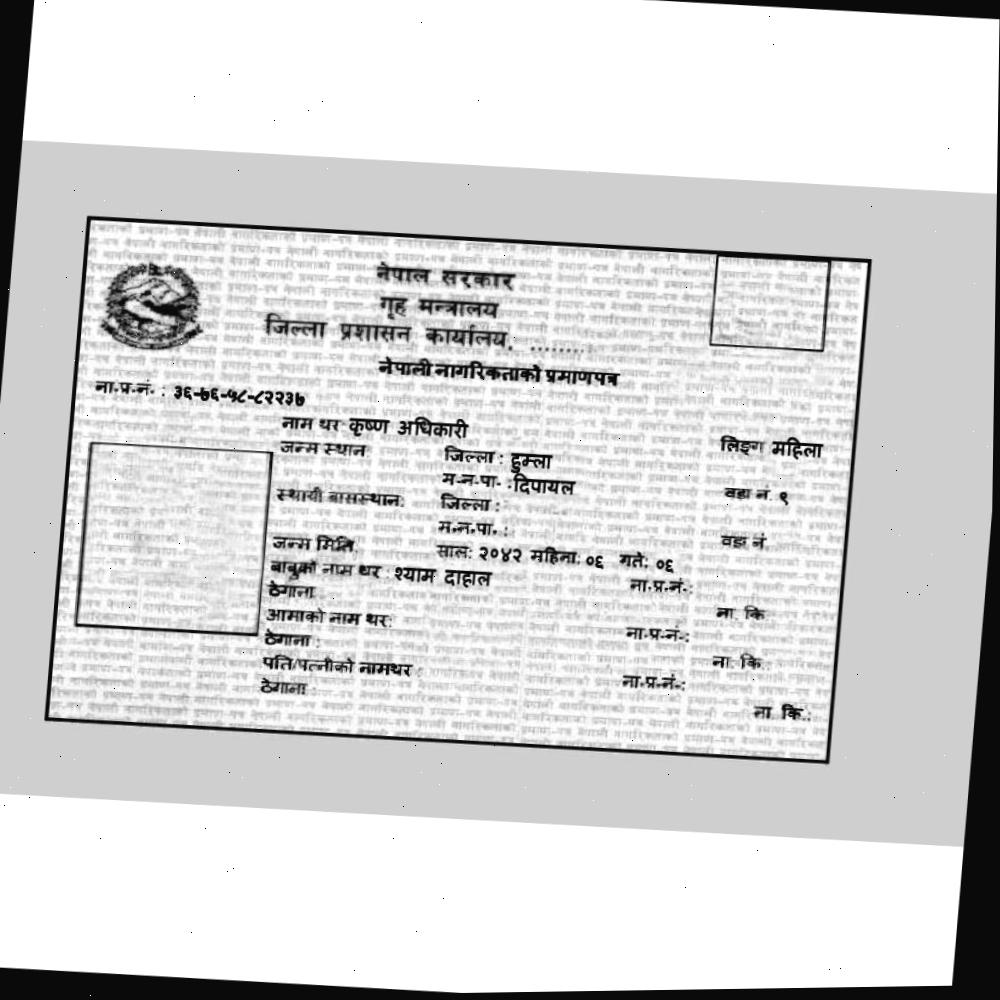 नेपाल सरकार
गृह मन्त्रालय
जिल्ला प्रशासन कार्यालय, .........
नेपाली नागरिकताको प्रमाणपत्र
ना.प्र.नं. : ३६-७६-५८-८२२३७
नाम थर कृष्ण अधिकारी लिङ्ग महिला
जन्म स्थान: जिल्ला : हुम्ला
म.न.पा. :दिपायल वडा नं. ९
स्थायी बासस्थान: जिल्ला :
म.न.पा. : वडा नं.
जन्म मिति: साल: २०४२ महिना: ०६ गते: ०६
बाबुको नाम थर : श्याम दाहाल ना.प्र.नं.:
ठेगाना : ना. कि.
आमाको नाम थर: ना.प्र.नं.:
ठेगाना : ना. कि.:
पति/पत्नीको नामथर : ना.प्र.नं.:
ठेगाना : ना. कि.: